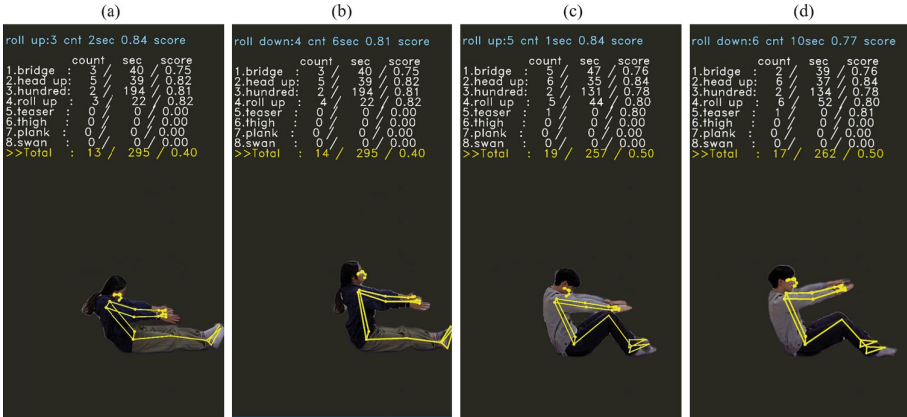 (a)
roll up:3 cnt 2sec 0.84 score
count / sec / score
1.bridge : 3 / 40 / 0.75
2.head up: 5 / 39 / 0.82
3.hundred: 2 / 194 / 0.81
4.roll up : 3 / 22 / 0.82
5.teaser : 0 / 0 / 0.00
6.thigh : 0 / 0 / 0.00
7.plank : 0 / 0 / 0.00
8.swan : 0 / 0 / 0.00
>>Total : 13 / 295 / 0.40
(b)
roll down:4 cnt 6sec 0.81 score
count / sec / score
1.bridge : 3 / 40 / 0.75
2.head up: 5 / 39 / 0.82
3.hundred: 2 / 194 / 0.81
4.roll up : 4 / 22 / 0.82
5.teaser : 0 / 0 / 0.00
6.thigh : 0 / 0 / 0.00
7.plank : 0 / 0 / 0.00
8.swan : 0 / 0 / 0.00
>>Total : 14 / 295 / 0.40
(c)
roll up:5 cnt 1sec 0.84 score
count / sec / score
1.bridge : 5 / 47 / 0.76
2.head up: 6 / 35 / 0.84
3.hundred: 2 / 131 / 0.78
4.roll up : 5 / 44 / 0.80
5.teaser : 1 / 0 / 0.80
6.thigh : 0 / 0 / 0.00
7.plank : 0 / 0 / 0.00
8.swan : 0 / 0 / 0.00
>>Total : 19 / 257 / 0.50
(d)
roll down:6 cnt 10sec 0.77 score
count / sec / score
1.bridge : 2 / 39 / 0.76
2.head up: 6 / 37 / 0.84
3.hundred: 2 / 134 / 0.78
4.roll up : 6 / 52 / 0.80
5.teaser : 1 / 0 / 0.81
6.thigh : 0 / 0 / 0.00
7.plank : 0 / 0 / 0.00
8.swan : 0 / 0 / 0.00
>>Total : 17 / 262 / 0.50